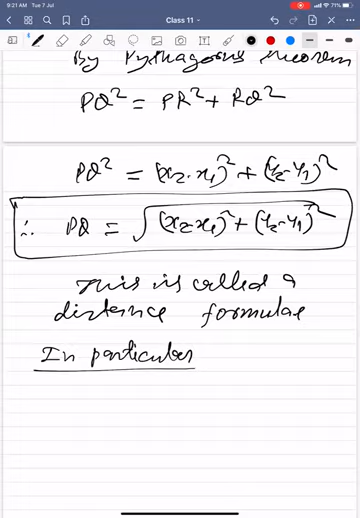 9:21 AM Tue 7 Jul
71%
Class 11
By Pythagorus theorem
PQ² = PR² + RQ²
PQ² = (x₂-x₁)² + (y₂-y₁)²
∴ PQ = √(x₂-x₁)² + (y₂-y₁)²
This is called a
distance formulae
In particular